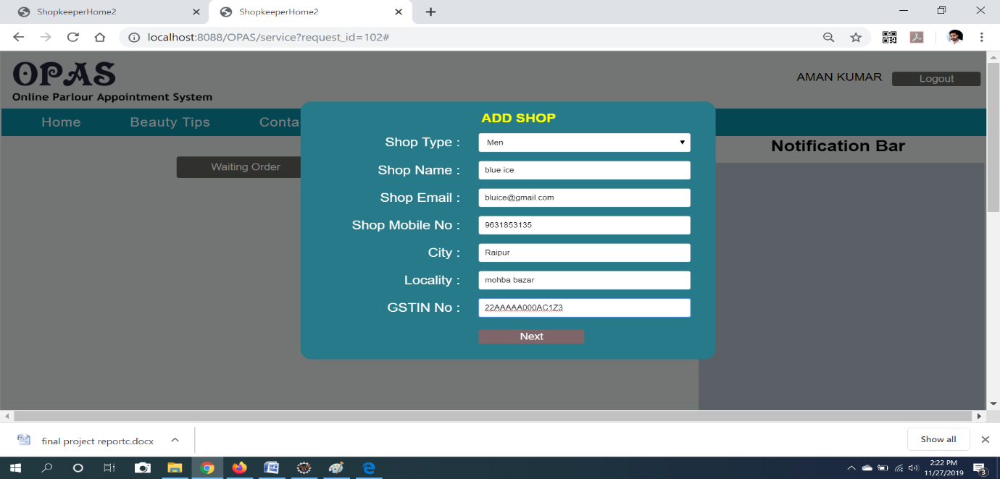 ShopkeeperHome2
ShopkeeperHome2
localhost:8088/OPAS/service?request_id=102#
OPAS
Online Parlour Appointment System
AMAN KUMAR
Logout
Home
Beauty Tips
Conta
ADD SHOP
Shop Type :
Men
Shop Name :
blue ice
Shop Email :
bluice@gmail.com
Shop Mobile No :
9631853135
City :
Raipur
Locality :
mohba bazar
GSTIN No :
22AAAAA000AC1Z3
Next
Waiting Order
Notification Bar
final project reportc.docx
Show all
2:22 PM
11/27/2019
3